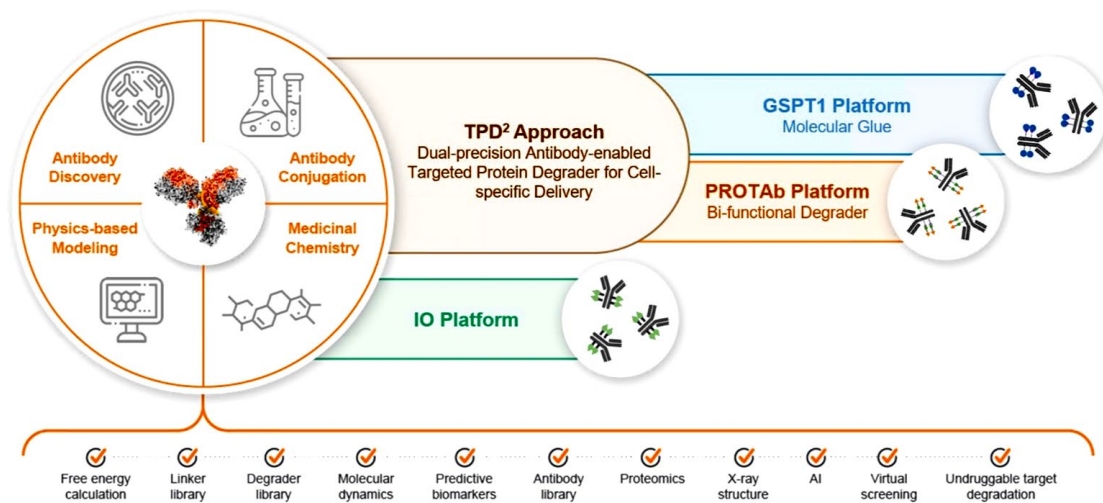 Antibody
Discovery
Antibody
Conjugation
Physics-based
Modeling
Medicinal
Chemistry
TPD² Approach
Dual-precision Antibody-enabled
Targeted Protein Degrader for Cell-
specific Delivery
GSPT1 Platform
Molecular Glue
PROTAb Platform
Bi-functional Degrader
IO Platform
Free energy
calculation
Linker
library
Degrader
library
Molecular
dynamics
Predictive
biomarkers
Antibody
library
Proteomics
X-ray
structure
AI
Virtual
screening
Undruggable target
degradation